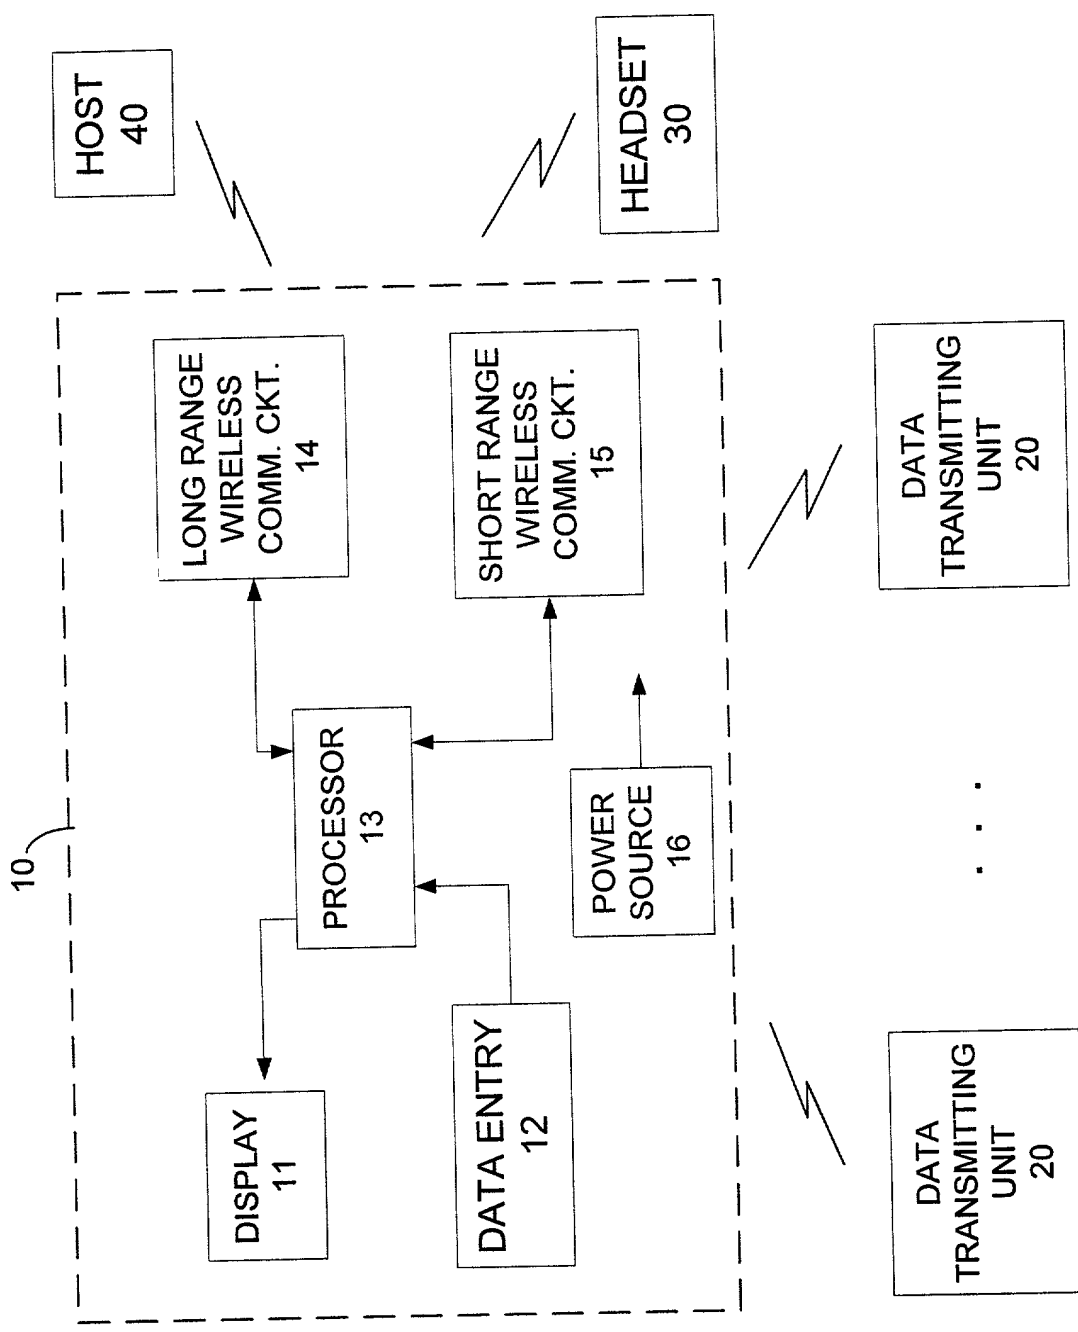 10
DISPLAY
11
DATA ENTRY
12
PROCESSOR
13
POWER
SOURCE
16
LONG RANGE
WIRELESS
COMM. CKT.
14
SHORT RANGE
WIRELESS
COMM. CKT.
15
HOST
40
HEADSET
30
DATA
TRANSMITTING
UNIT
20
. . .
DATA
TRANSMITTING
UNIT
20